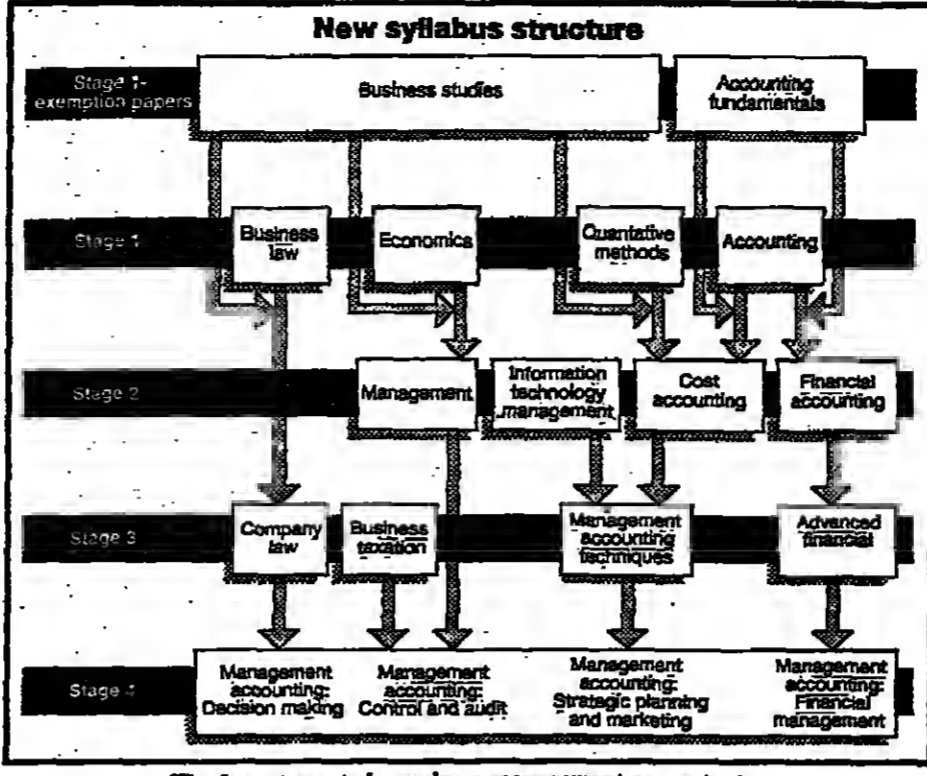 New syllabus structure
Stage 1-
exemption papers
Business studies
Accounting
fundamentals
Stage 1
Business
law
Economics
Quantative
methods
Accounting
Stage 2
Management
Information
technology
management
Cost
accounting
Financial
accounting
Stage 3
Company
law
Business
taxation
Management
accounting
techniques
Advanced
financial
Stage 4
Management
accounting:
Decision making
Management
accounting:
Control and audit
Management
accounting:
Strategic planning
and marketing
Management
accounting:
Financial
management